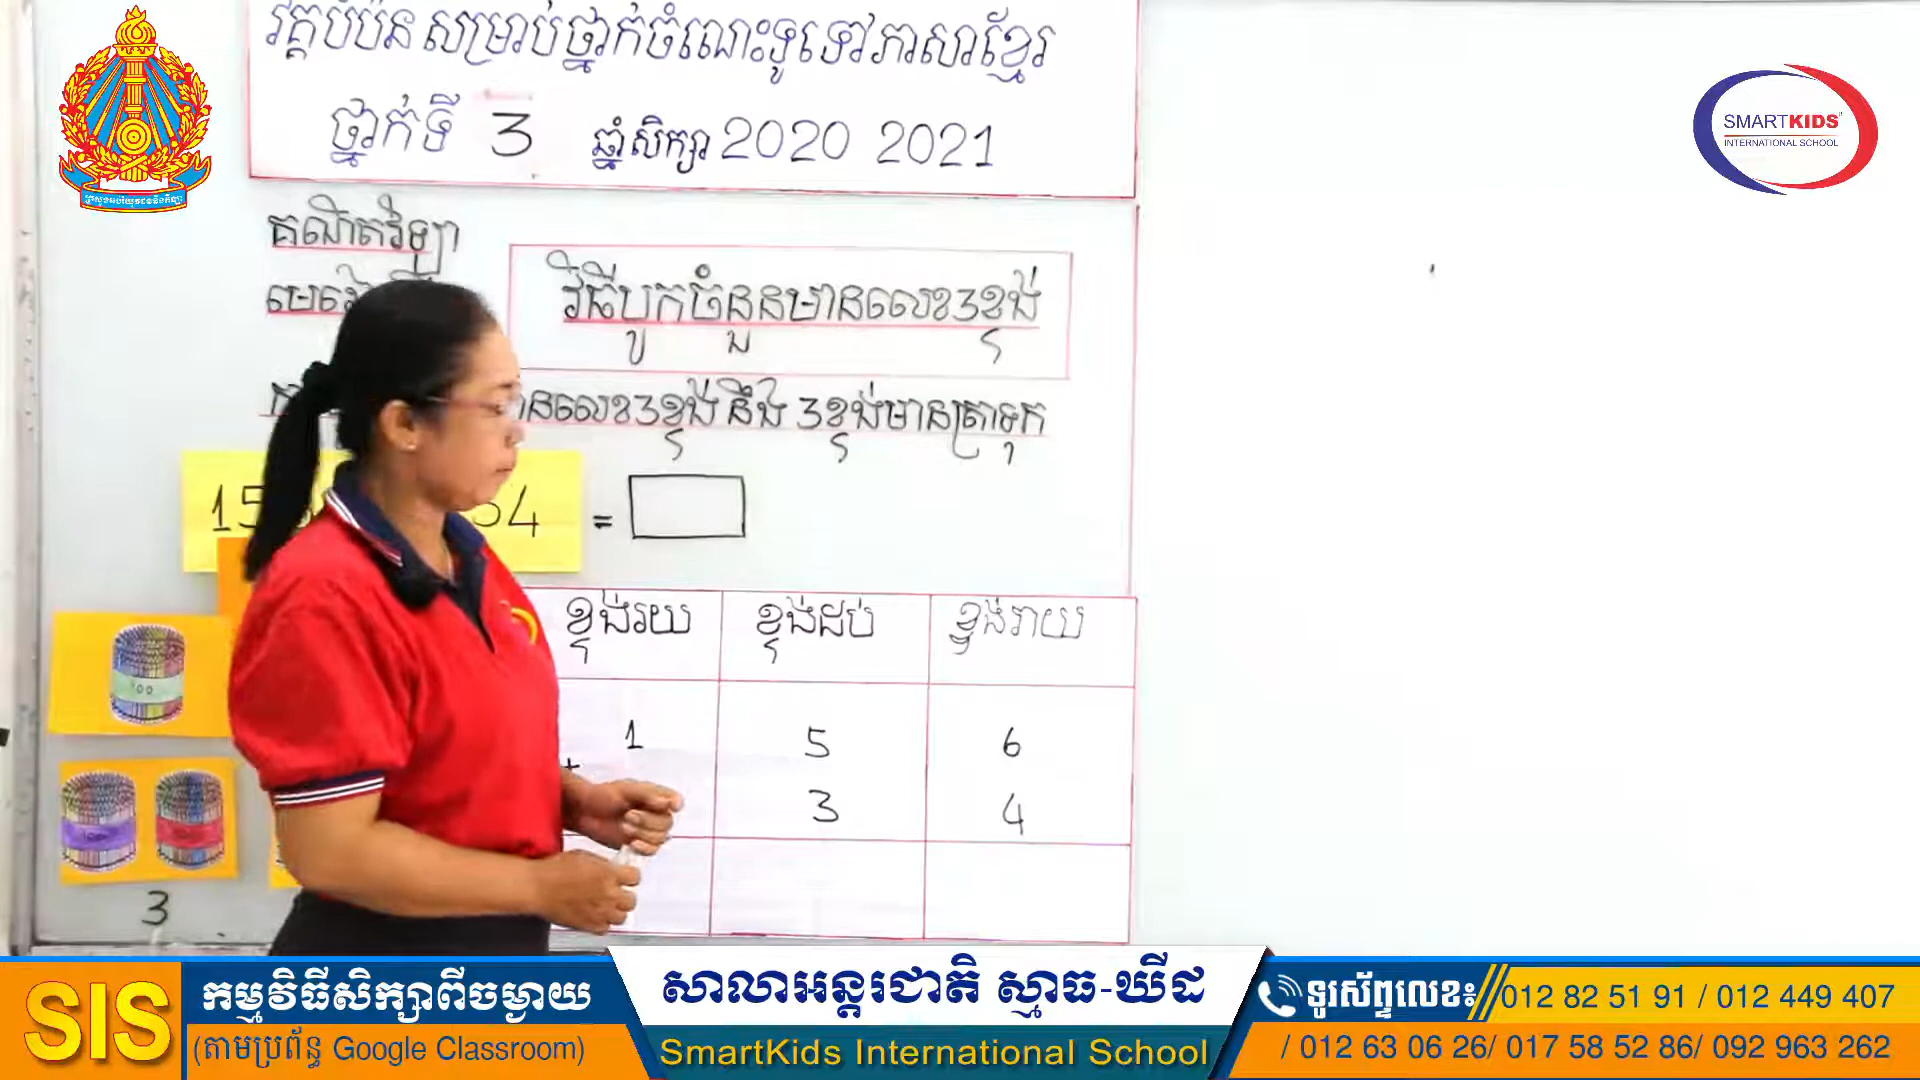 វគ្គបំប៉ន សម្រាប់ថ្នាក់ចំណេះទូទៅភាសាខ្មែរ
ថ្នាក់ទី 3 ឆ្នាំសិក្សា 2020 2021
SMARTKIDS
INTERNATIONAL SCHOOL
គណិតវិទ្យា
វិធីបូកចំនួនមានលេខ3ខ្ទង់
មានលេខ3ខ្ទង់ នឹង 3ខ្ទង់មានត្រាទុក
15 4 =
ខ្ទង់រយ ខ្ទង់ដប់ ខ្ទង់រាយ
100
1 5 6
+
3 4
3
SIS
កម្មវិធីសិក្សាពីចម្ងាយ
(តាមប្រព័ន្ធ Google Classroom)
សាលាអន្តរជាតិ ស្មាធ-ឃីដ
SmartKids International School
ទូរស័ព្ទលេខ៖ 012 82 51 91 / 012 449 407
/ 012 63 06 26/ 017 58 52 86/ 092 963 262